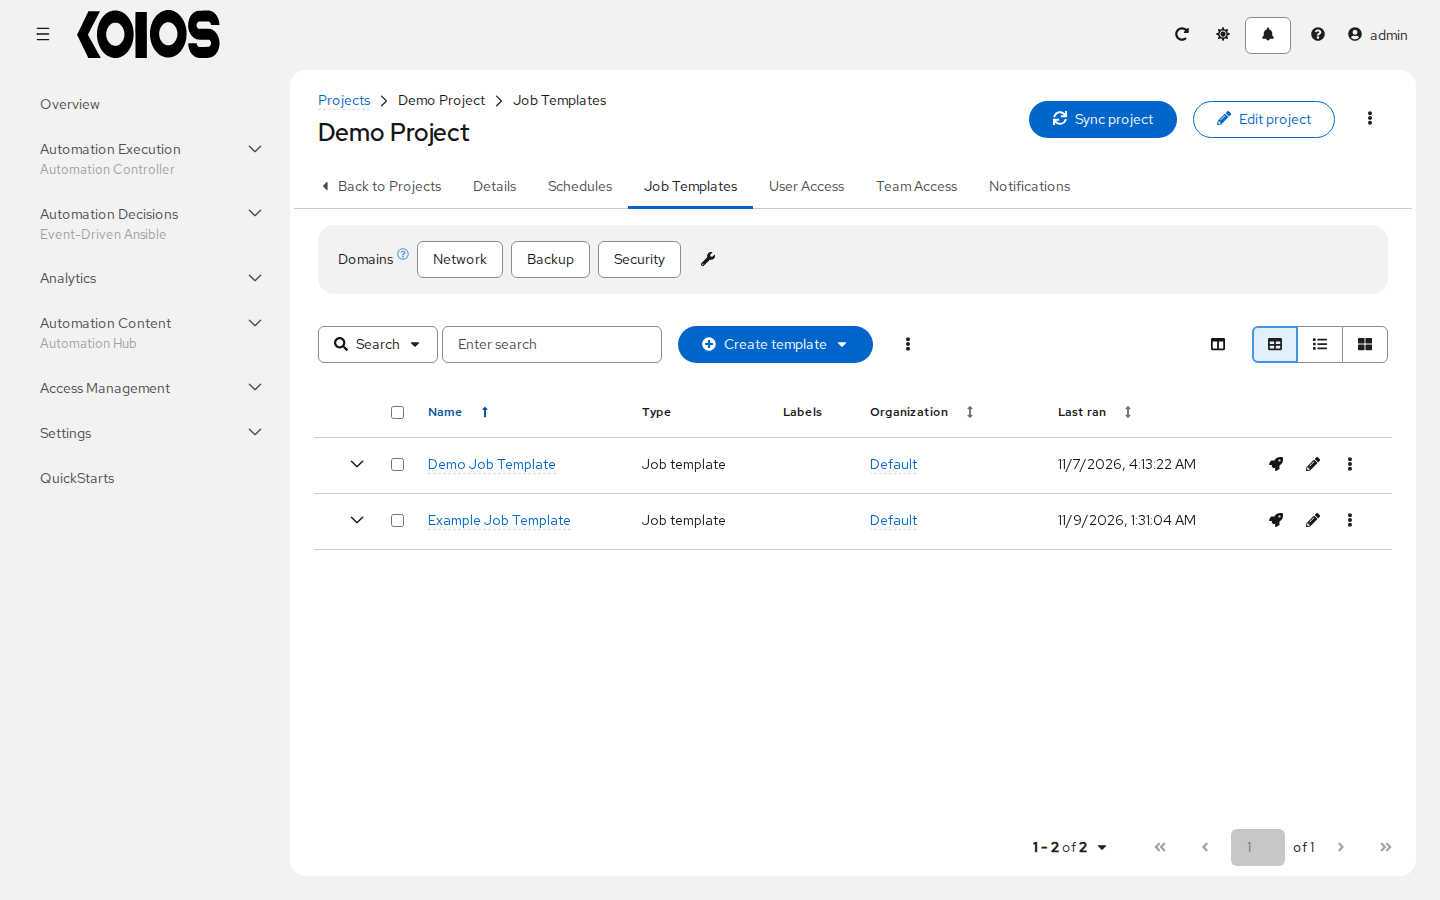 KOIOS
admin
Overview
Automation Execution
Automation Controller
Automation Decisions
Event-Driven Ansible
Analytics
Automation Content
Automation Hub
Access Management
Settings
QuickStarts
Projects > Demo Project > Job Templates
Demo Project
Sync project
Edit project
Back to Projects
Details
Schedules
Job Templates
User Access
Team Access
Notifications
Domains
Network
Backup
Security
Search
Enter search
Create template
Name Type Labels Organization Last ran
Demo Job Template Job template Default 11/7/2026, 4:13:22 AM
Example Job Template Job template Default 11/9/2026, 1:31:04 AM
1 - 2 of 2
1 of 1